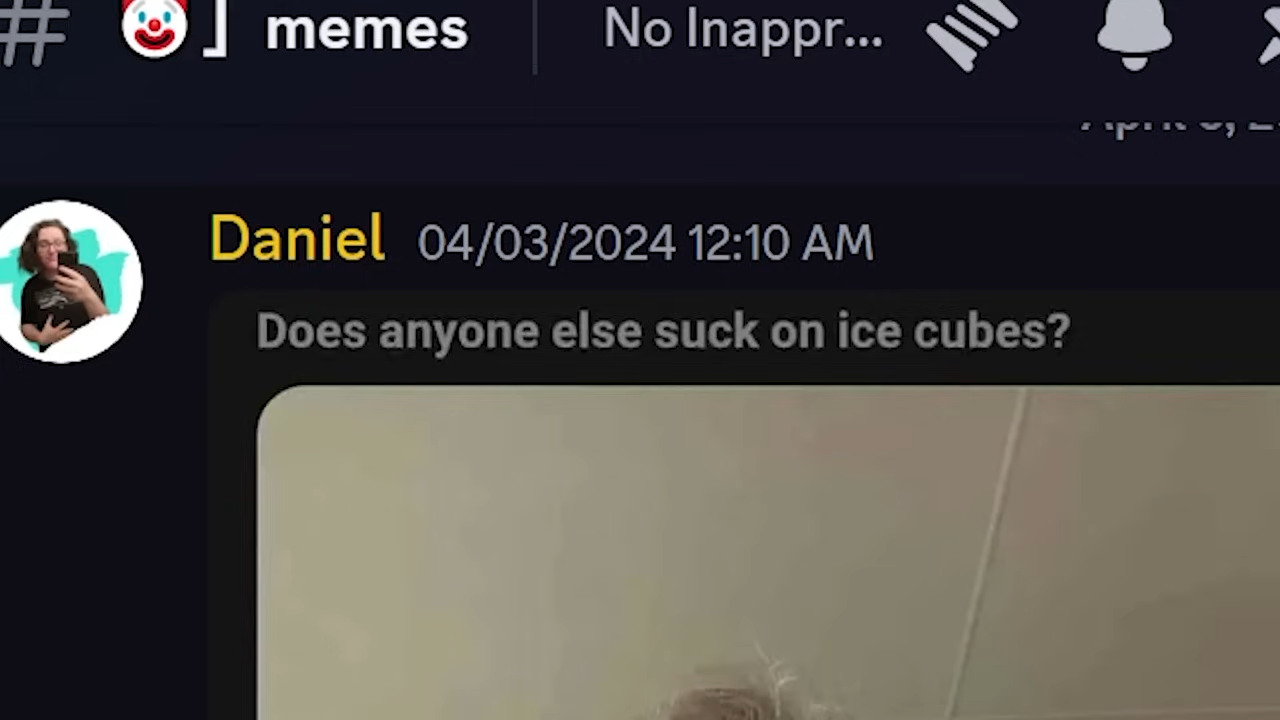 # 🤡」 memes No Inappr...
Daniel 04/03/2024 12:10 AM
Does anyone else suck on ice cubes?